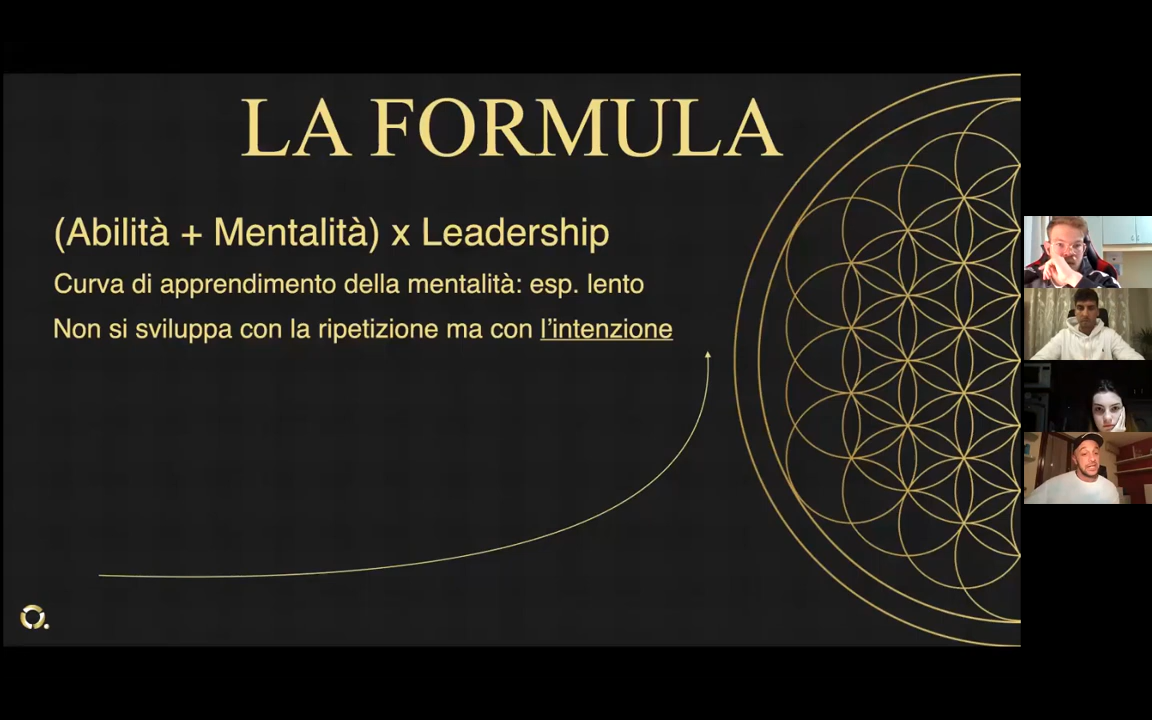 LA FORMULA
(Abilità + Mentalità) x Leadership
Curva di apprendimento della mentalità: esp. lento
Non si sviluppa con la ripetizione ma con l'intenzione